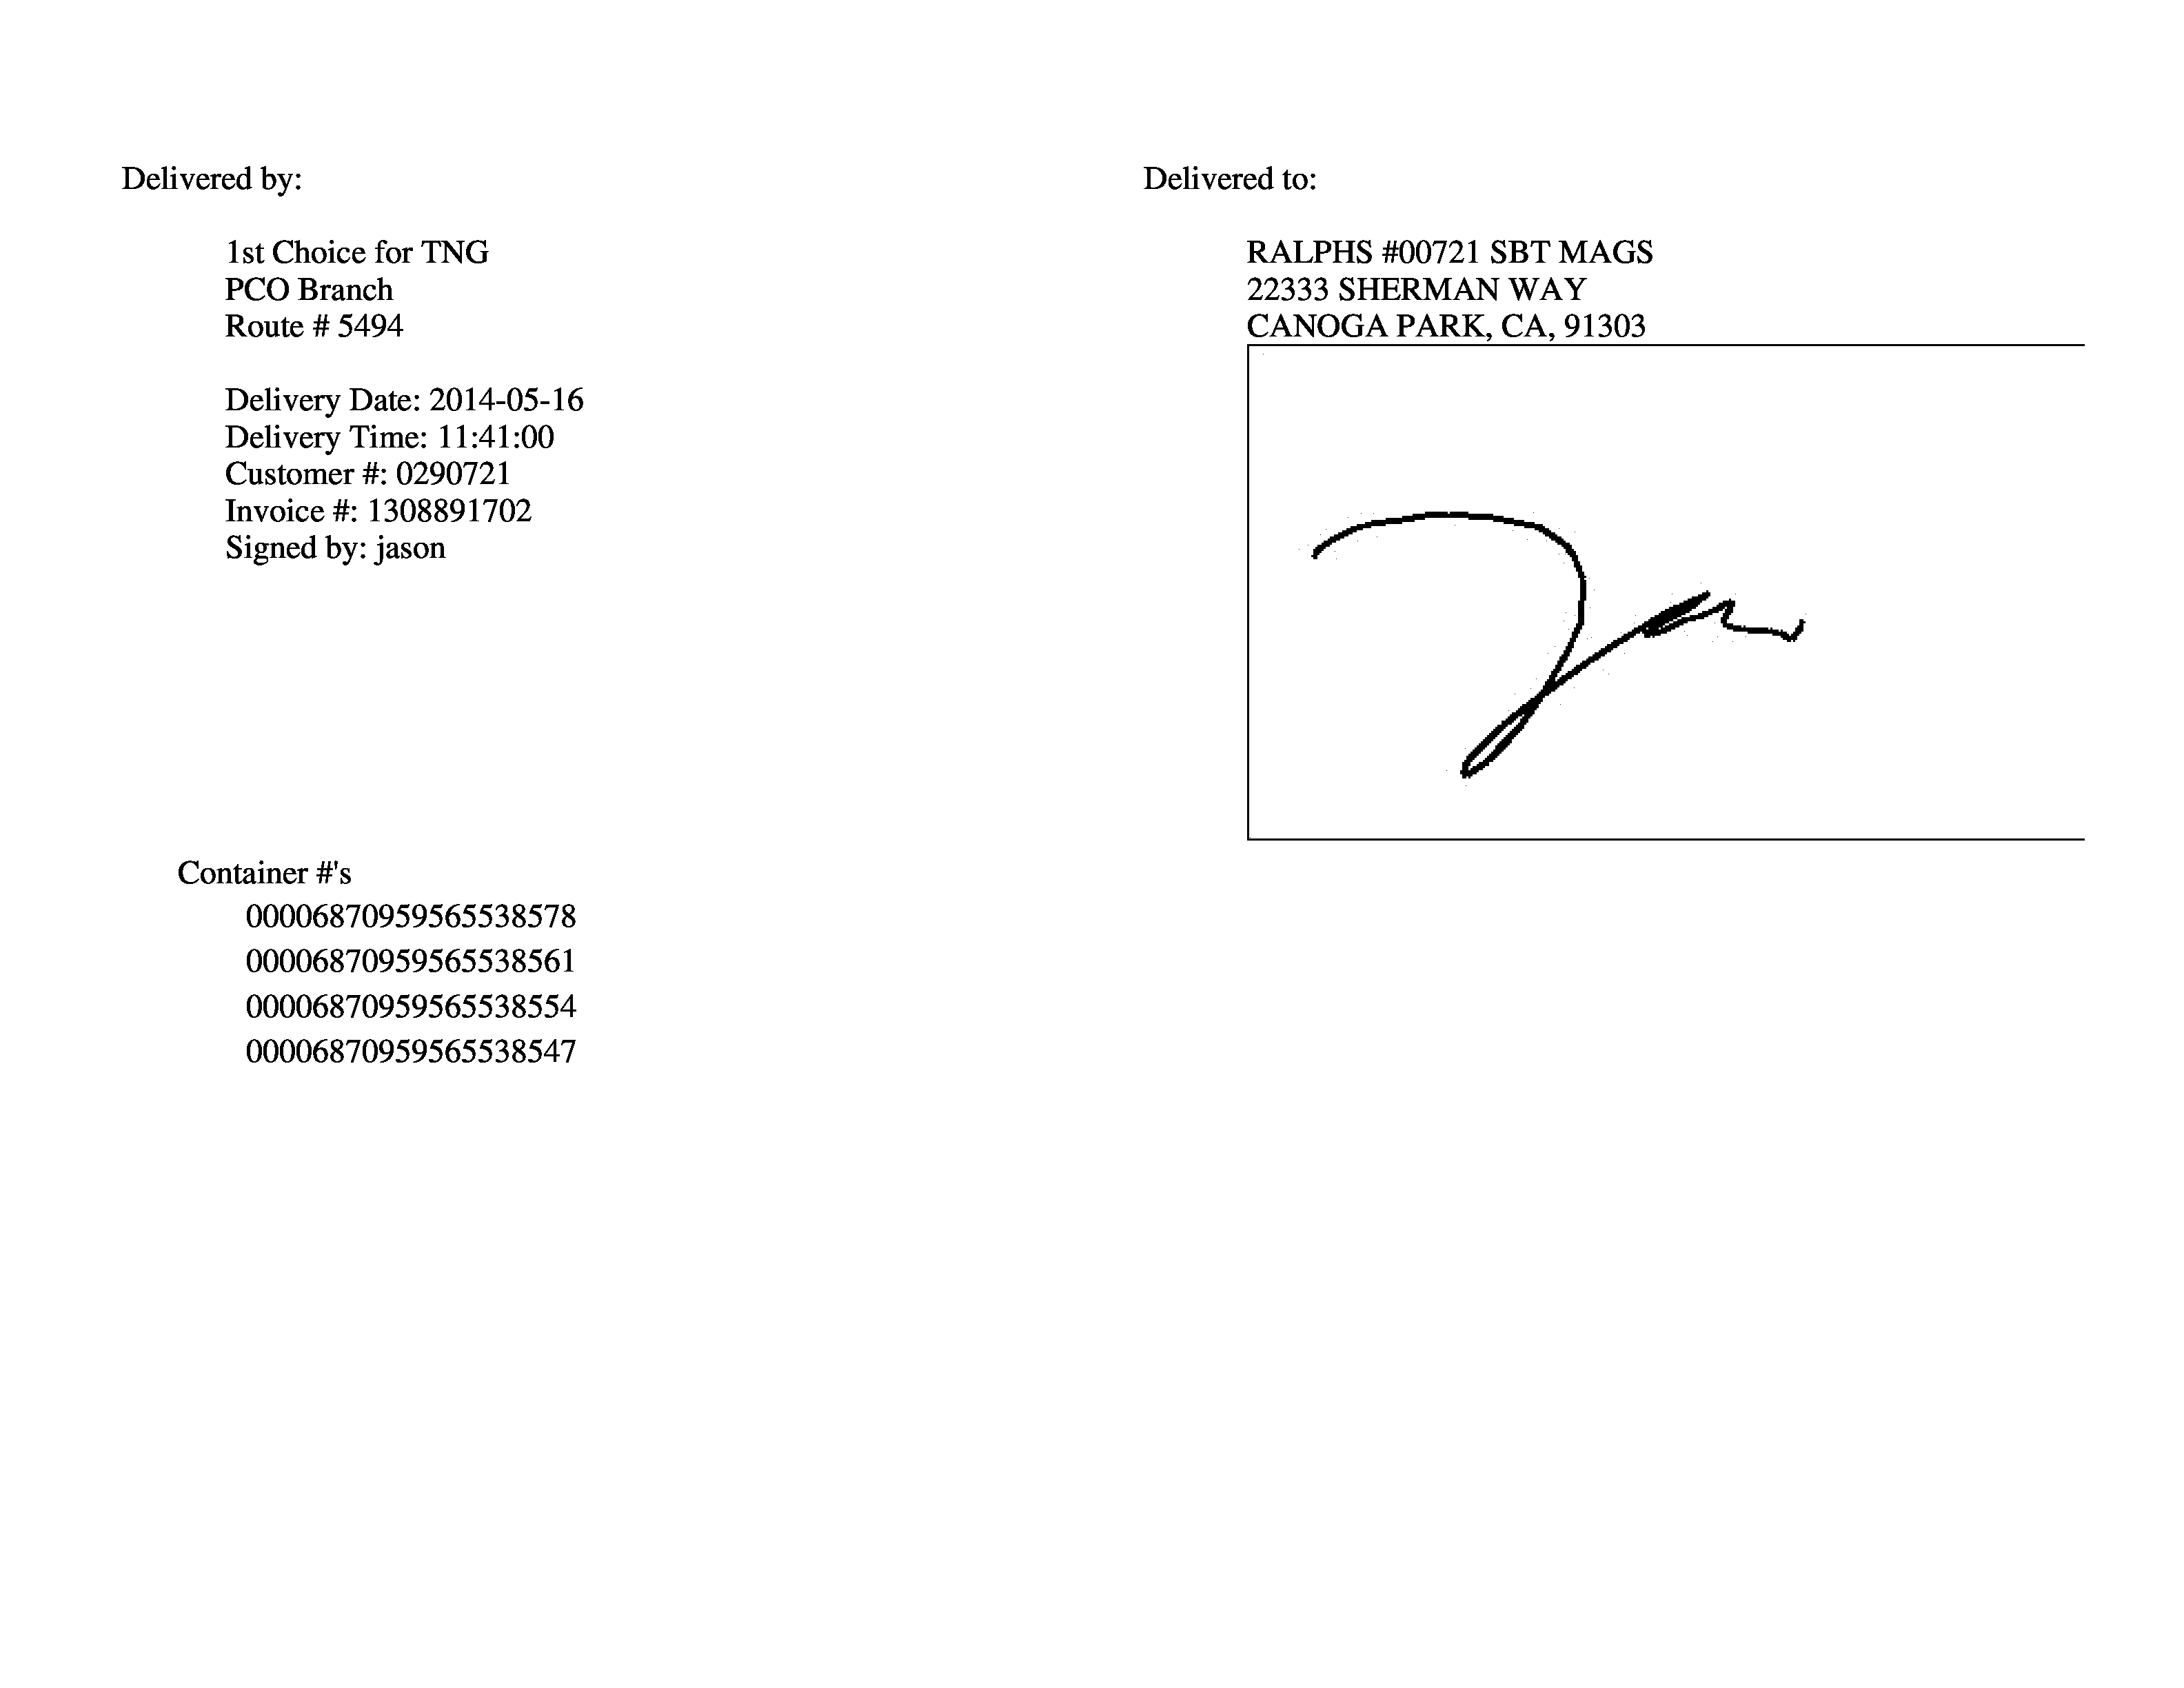 Delivered by:
1st Choice for TNG
PCO Branch
Route # 5494
Delivery Date: 2014-05-16
Delivery Time: 11:41:00
Customer #: 0290721
Invoice #: 1308891702
Signed by: jason
Delivered to:
RALPHS #00721 SBT MAGS
22333 SHERMAN WAY
CANOGA PARK, CA, 91303
Container #'s
00006870959565538578
00006870959565538561
00006870959565538554
00006870959565538547